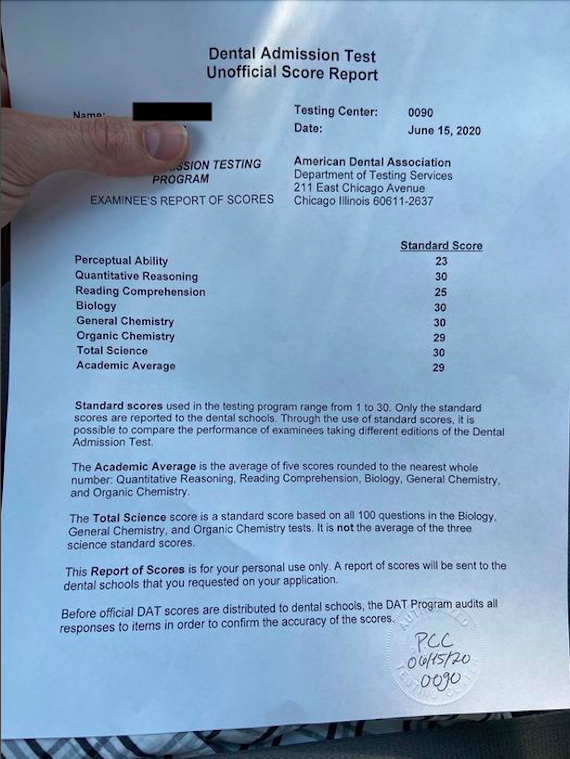 Dental Admission Test
Unofficial Score Report
Name:
Testing Center: 0090
Date: June 15, 2020
TESTING
PROGRAM
EXAMINEE'S REPORT OF SCORES
American Dental Association
Department of Testing Services
211 East Chicago Avenue
Chicago Illinois 60611-2637
Standard Score
Perceptual Ability 23
Quantitative Reasoning 30
Reading Comprehension 25
Biology 30
General Chemistry 30
Organic Chemistry 29
Total Science 30
Academic Average 29
Standard scores used in the testing program range from 1 to 30. Only the standard
scores are reported to the dental schools. Through the use of standard scores, it is
possible to compare the performance of examinees taking different editions of the Dental
Admission Test.
The Academic Average is the average of five scores rounded to the nearest whole
number: Quantitative Reasoning, Reading Comprehension, Biology, General Chemistry,
and Organic Chemistry.
The Total Science score is a standard score based on all 100 questions in the Biology,
General Chemistry, and Organic Chemistry tests. It is not the average of the three
science standard scores.
This Report of Scores is for your personal use only. A report of scores will be sent to the
dental schools that you requested on your application.
Before official DAT scores are distributed to dental schools, the DAT Program audits all
responses to items in order to confirm the accuracy of the scores.
PCC
06/15/20
0090